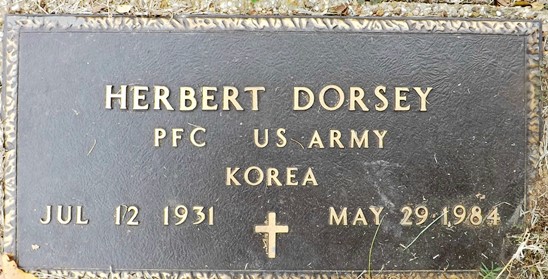 HERBERT DORSEY
PFC US ARMY
KOREA
JUL 12 1931 MAY 29 1984